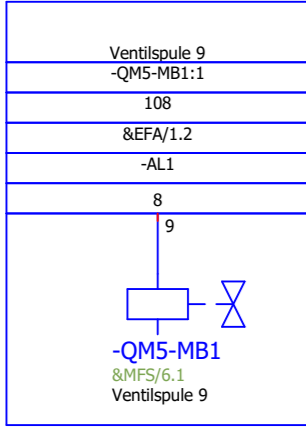 Ventilspule 9
-QM5-MB1:1
108
&EFA/1.2
-AL1
8
9
-QM5-MB1
&MFS/6.1
Ventilspule 9